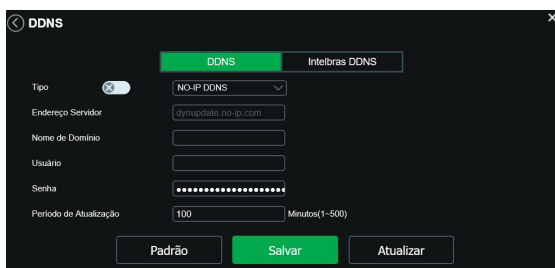 DDNS
DDNS Intelbras DDNS
Tipo NO-IP DDNS
Endereço Servidor dynupdate.no-ip.com
Nome de Domínio
Usuário
Senha ••••••••••••••••••••
Período de Atualização 100 Minutos(1~500)
Padrão Salvar Atualizar